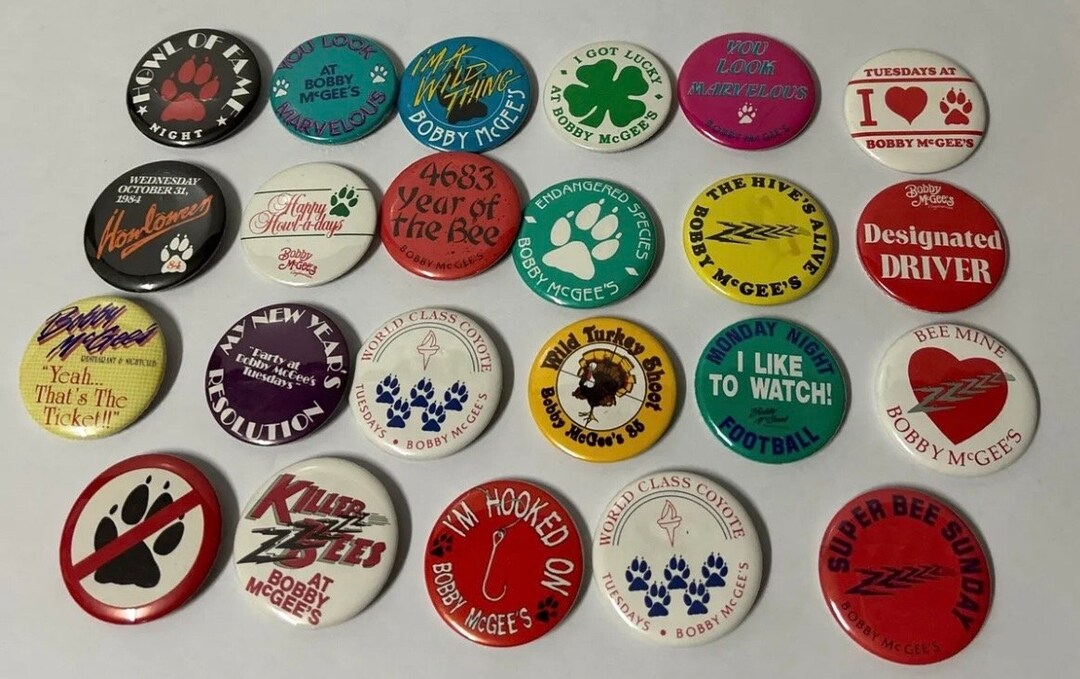 HOWL OF FAME
NIGHT
YOU LOOK
AT
BOBBY
McGEE'S
MARVELOUS
I'M A
WILD
THING
BOBBY McGEE'S
I GOT LUCKY
AT BOBBY McGEE'S
YOU
LOOK
MARVELOUS
BOBBY McGEE'S
TUESDAYS AT
I
BOBBY McGEE'S
WEDNESDAY
OCTOBER 31,
1984
Howloween
84
Happy
Howl-a-days
Bobby
McGee's
4683
Year of
the Bee
BOBBY McGEE'S
ENDANGERED SPECIES
BOBBY McGEE'S
THE HIVE'S ALIVE
BOBBY McGEE'S
Bobby
McGee's
Designated
DRIVER
Bobby
McGee's
RESTAURANT & NIGHTCLUB
"Yeah...
That's The
Ticket!!"
MY NEW YEAR'S
"Party at
Bobby McGee's
Tuesdays"
RESOLUTION
WORLD CLASS COYOTE
TUESDAYS • BOBBY McGEE'S
Wild Turkey Shoot
Bobby McGee's 85
MONDAY NIGHT
I LIKE
TO WATCH!
Bobby
McGee's
FOOTBALL
BEE MINE
BOBBY McGEE'S
KILLER
BEES
AT
BOBBY
McGEE'S
I'M HOOKED ON
BOBBY McGEE'S
WORLD CLASS COYOTE
TUESDAYS • BOBBY McGEE'S
SUPER BEE SUNDAY
BOBBY McGEE'S